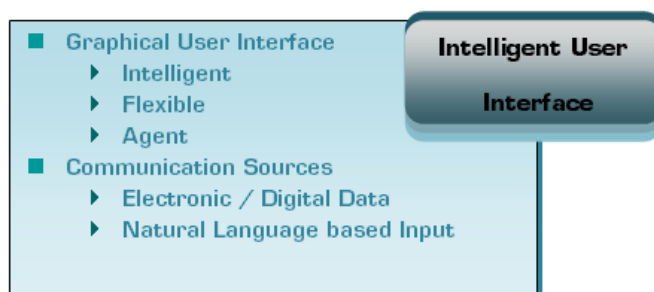 Intelligent User
Interface
Graphical User Interface
Intelligent
Flexible
Agent
Communication Sources
Electronic / Digital Data
Natural Language based Input